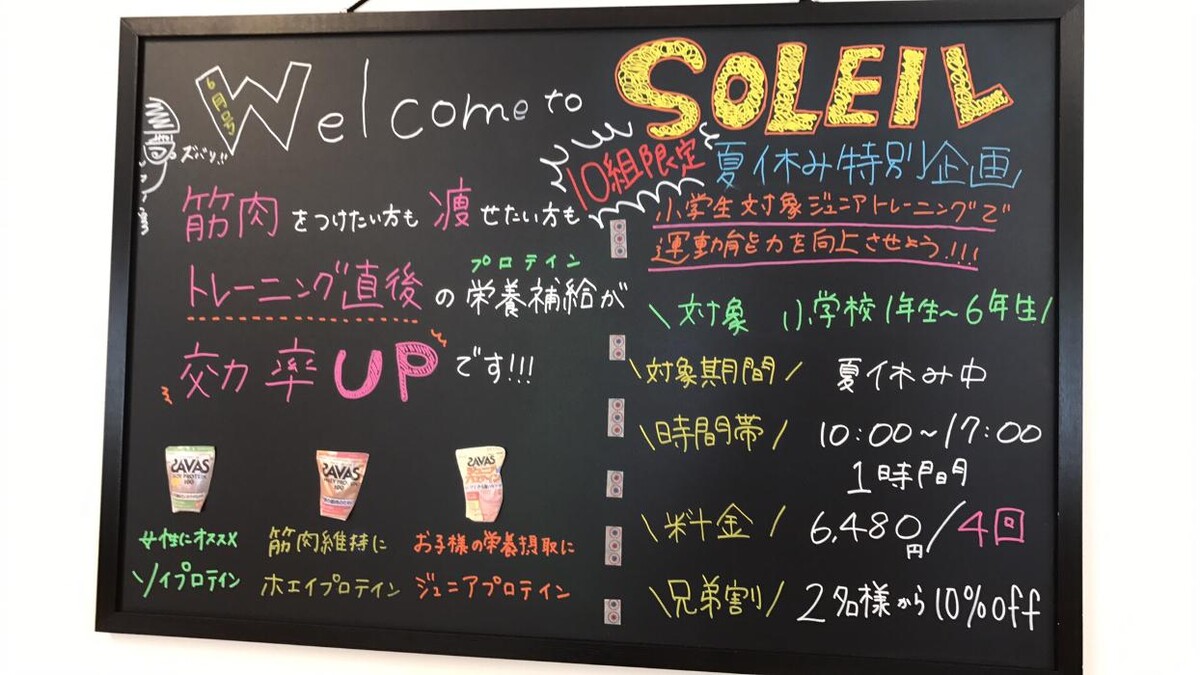 6月号
Welcome to SOLEIL
ズバリ!!
筋肉をつけたい方も痩せたい方も
プロテイン
トレーニング直後の栄養補給が
効率UPです!!!
SAVAS
SOY PROTEIN
100
SAVAS
WHEY PROTEIN
100
SAVAS
女性にオススメ
ソイプロテイン
筋肉維持に
ホエイプロテイン
お子様の栄養摂取に
ジュニアプロテイン
10組限定
夏休み特別企画
小学生対象ジュニアトレーニングで
運動能力を向上させよう!!!
\対象 小学校1年生~6年生/
\対象期間/ 夏休み中
\時間帯/ 10:00~17:00
1時間
\料金/ 6,480円/4回
\兄弟割/ 2名様から10%off